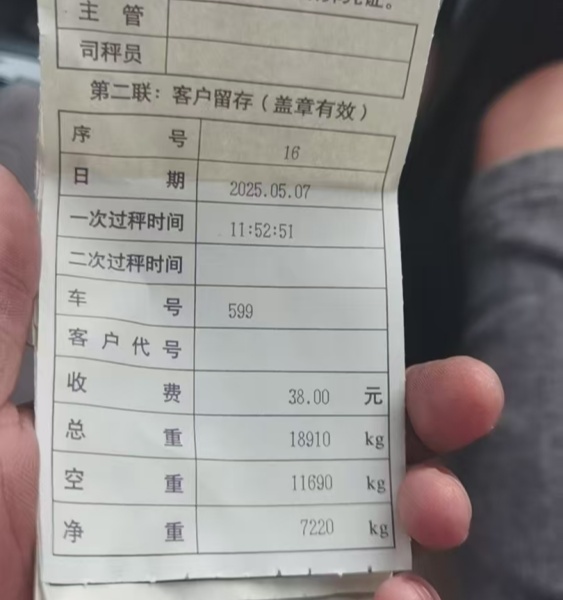 主 管
司秤员
第二联：客户留存（盖章有效）
序 号 16
日 期 2025.05.07
一次过秤时间 11:52:51
二次过秤时间
车 号 599
客 户 代 号
收 费 38.00 元
总 重 18910 kg
空 重 11690 kg
净 重 7220 kg